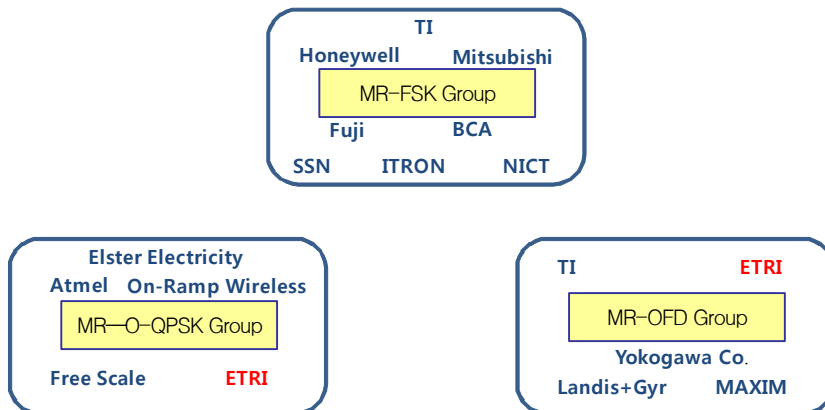 TI
Honeywell Mitsubishi
MR-FSK Group
Fuji BCA
SSN ITRON NICT
Elster Electricity
Atmel On-Ramp Wireless
MR—O-QPSK Group
Free Scale ETRI
TI ETRI
MR-OFD Group
Yokogawa Co.
Landis+Gyr MAXIM